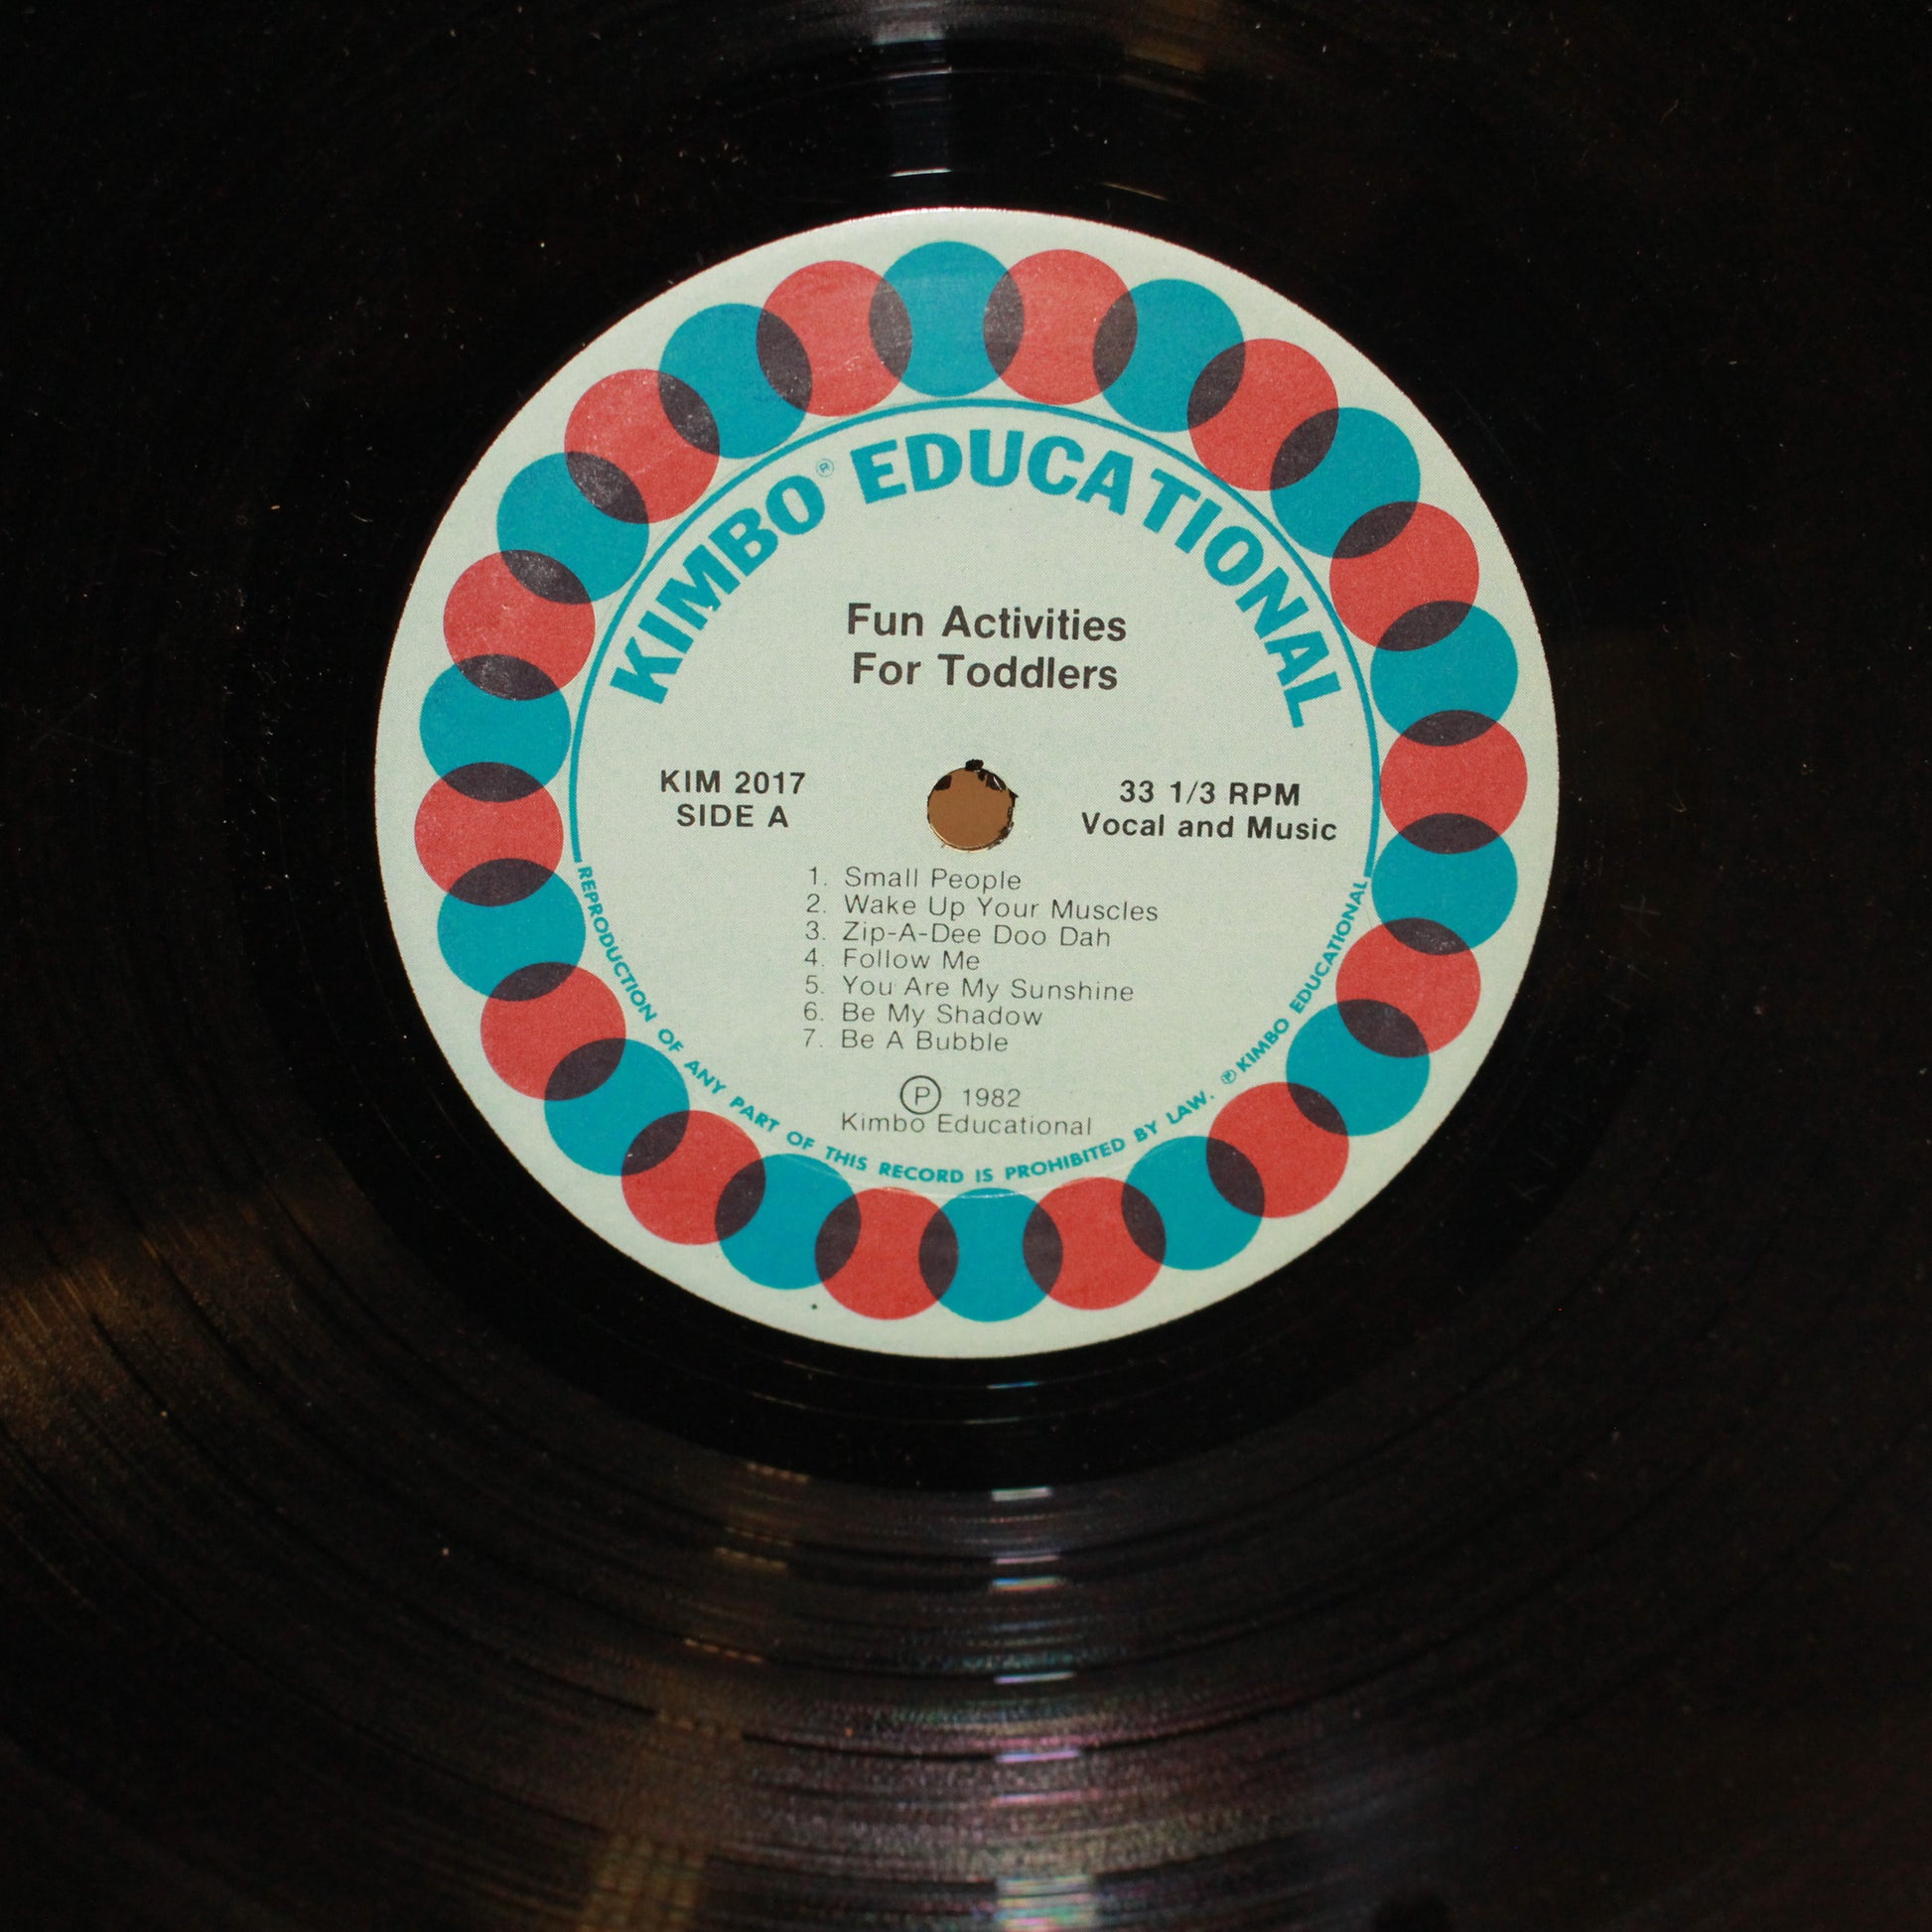 KIMBO® EDUCATIONAL
Fun Activities
For Toddlers
KIM 2017
SIDE A
33 1/3 RPM
Vocal and Music
1. Small People
2. Wake Up Your Muscles
3. Zip-A-Dee Doo Dah
4. Follow Me
5. You Are My Sunshine
6. Be My Shadow
7. Be A Bubble
Ⓟ 1982
Kimbo Educational
REPRODUCTION OF ANY PART OF THIS RECORD IS PROHIBITED BY LAW. ℗ KIMBO EDUCATIONAL